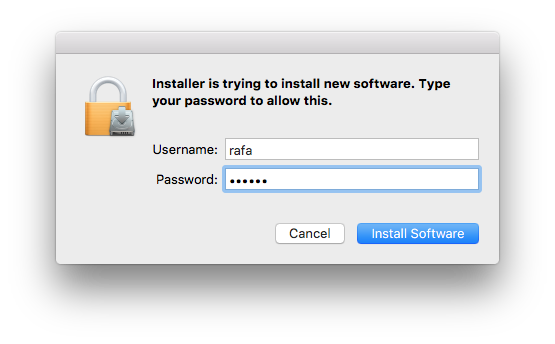 Installer is trying to install new software. Type
your password to allow this.
Username: rafa
Password: ••••••
Cancel Install Software